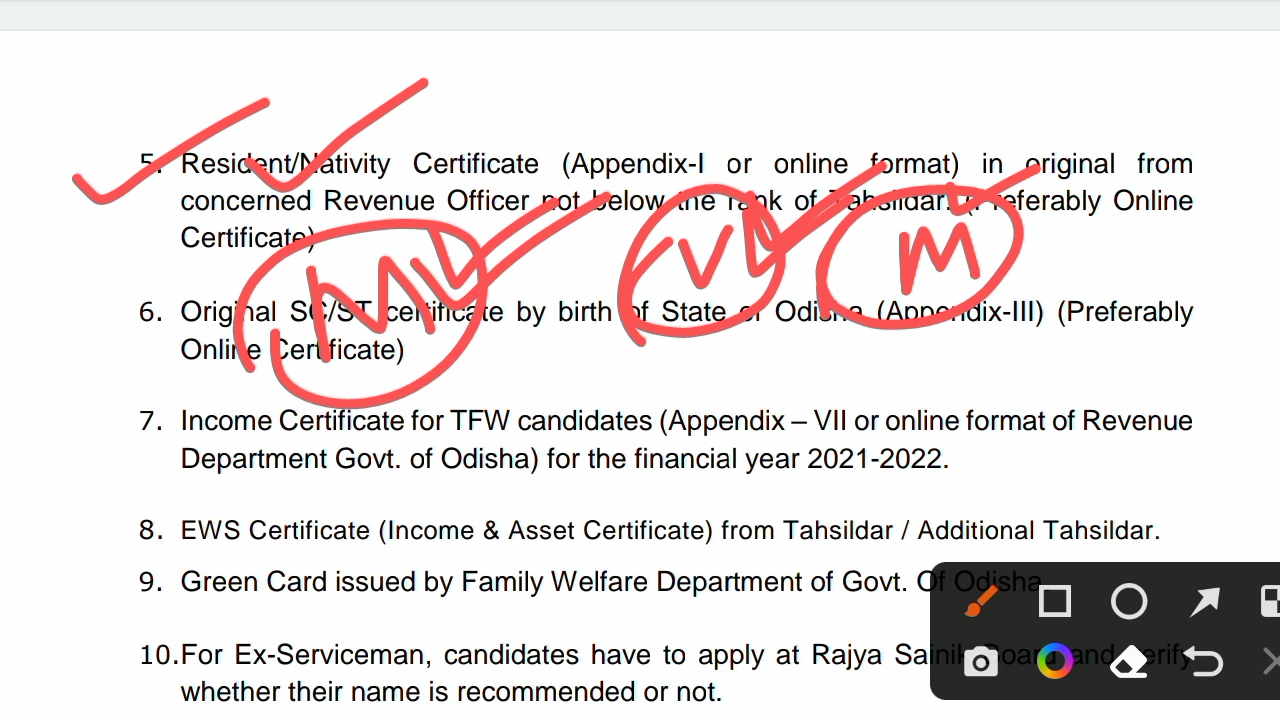 5. Resident/Nativity Certificate (Appendix-I or online format) in original from
concerned Revenue Officer not below the rank of Tahsildar. (Preferably Online
Certificate)
M V M
6. Original SC/ST certificate by birth of State of Odisha (Appendix-III) (Preferably
Online Certificate)
7. Income Certificate for TFW candidates (Appendix – VII or online format of Revenue
Department Govt. of Odisha) for the financial year 2021-2022.
8. EWS Certificate (Income & Asset Certificate) from Tahsildar / Additional Tahsildar.
9. Green Card issued by Family Welfare Department of Govt. Of Odisha
10.For Ex-Serviceman, candidates have to apply at Rajya Sainik Board and verify
whether their name is recommended or not.